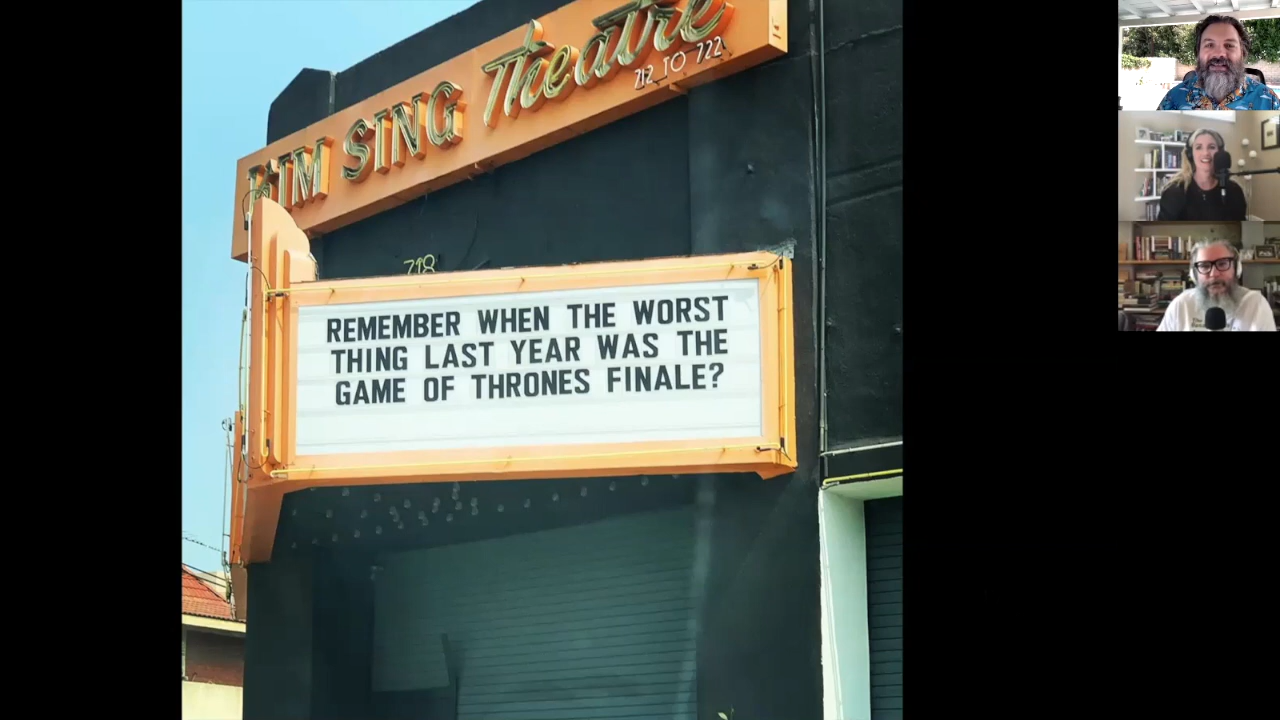 KIM SING Theatre
712 TO 722
718
REMEMBER WHEN THE WORST
THING LAST YEAR WAS THE
GAME OF THRONES FINALE?